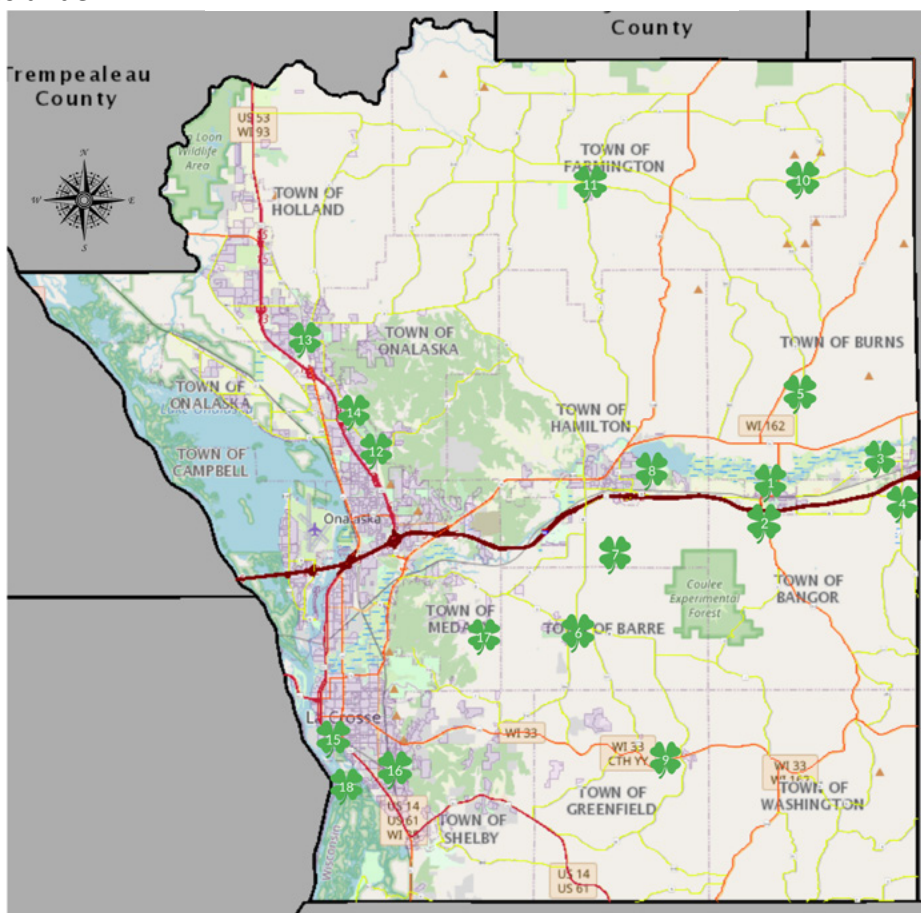 County
Trempealeau
County
US 53
WI 93
Wildlife
Area
N
W
E
S
TOWN OF
HOLLAND
TOWN OF
FARMINGTON
11
10
13
TOWN OF
ONALASKA
TOWN OF BURNS
TOWN OF
ONALASKA
14
5
TOWN OF
HAMILTON
WI 162
TOWN OF
CAMPBELL
12
8
3
1
4
Onalaska
2
7
Coulee
Experimental
Forest
TOWN OF
BANGOR
TOWN OF
17
6
OF BARRE
La Crosse
15
WI 33
WI 33
CTH YY
9
16
18
WI 33
TOWN OF
GREENFIELD
TOWN OF
WASHINGTON
US 14
US 61
TOWN OF
SHELBY
Wisconsin
US 14
US 61